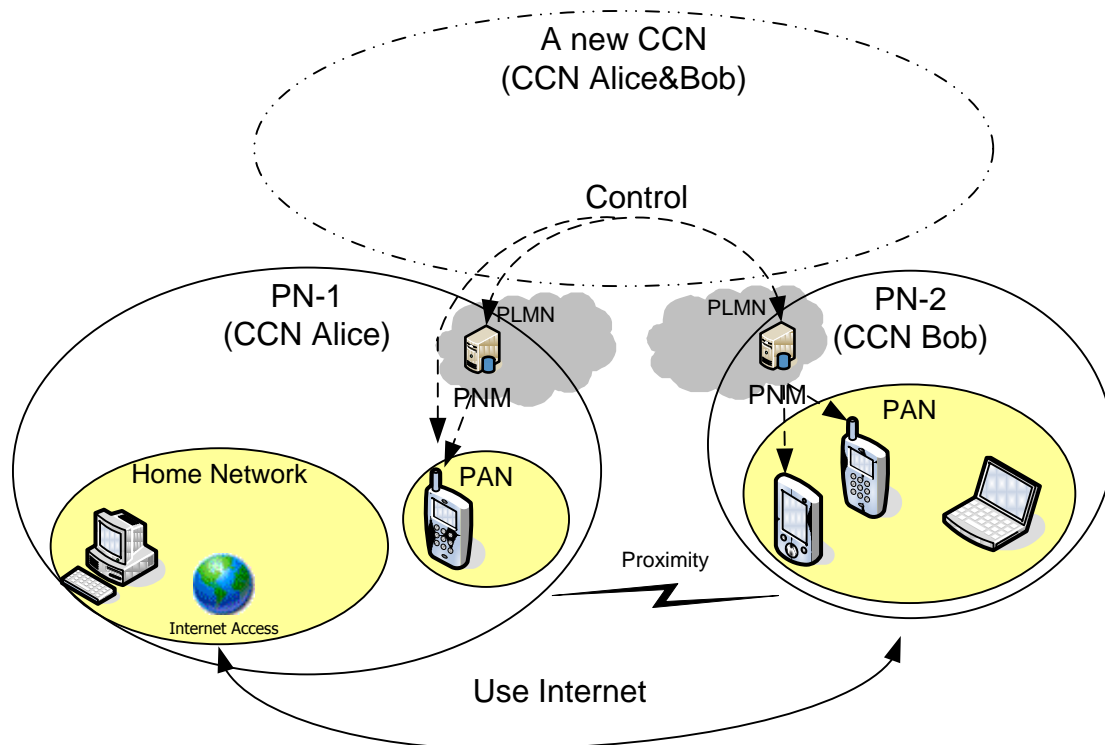 A new CCN
(CCN Alice&Bob)
Control
PN-1
(CCN Alice)
PLMN
PNM
PLMN
PNM
PN-2
(CCN Bob)
Home Network
PAN
PAN
Internet Access
Proximity
Use Internet